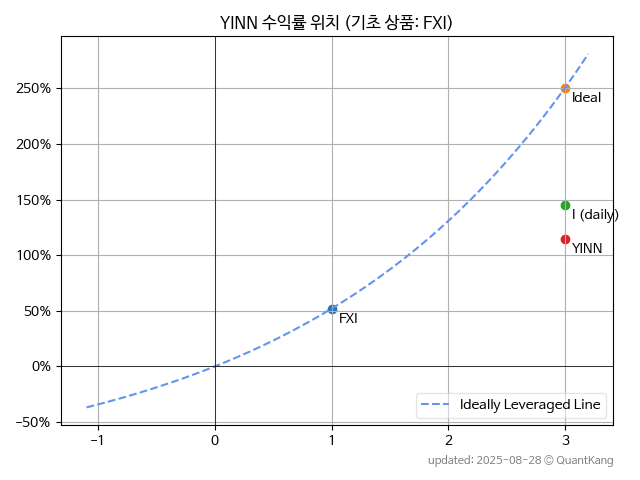 YINN 수익률 위치 (기초 상품: FXI)
250%
Ideal
200%
150%
I (daily)
100%
YINN
50%
FXI
0%
−50%
Ideally Leveraged Line
−1
0
1
2
3
updated: 2025-08-28 © QuantKang